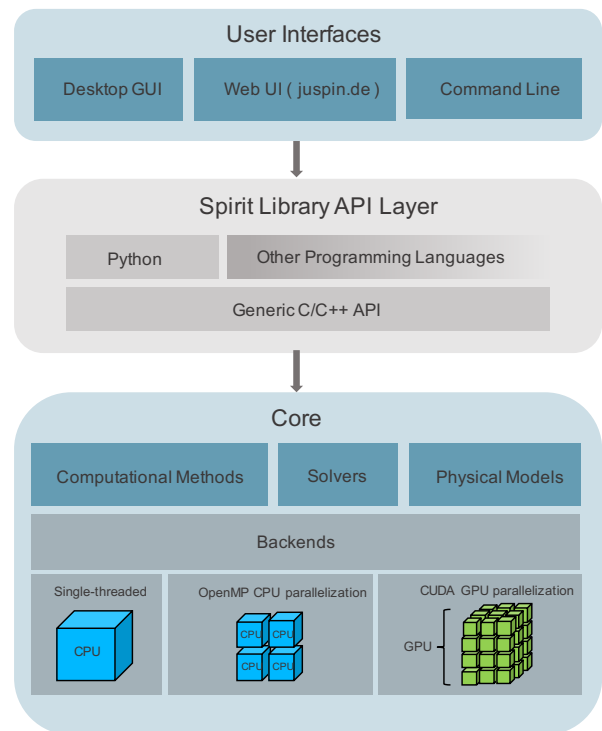 User Interfaces
Desktop GUI
Web UI ( juspin.de )
Command Line
Spirit Library API Layer
Python
Other Programming Languages
Generic C/C++ API
Core
Computational Methods
Solvers
Physical Models
Backends
Single-threaded
OpenMP CPU parallelization
CUDA GPU parallelization
CPU
CPU
CPU
CPU
CPU
GPU